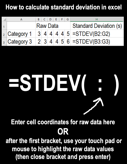 How to calculate standard deviation in excel
Raw Data Standard Deviation (s)
Category 1 3 4 4 4 5 =STDEV(B2:G2)
Category 3 2 3 4 4 5 6 =STDEV(B3:G3)
=STDEV( : )
Enter cell coordinates for raw data here
OR
after the first bracket, use your touch pad or
mouse to highlight the raw data values
(then close bracket and press enter)